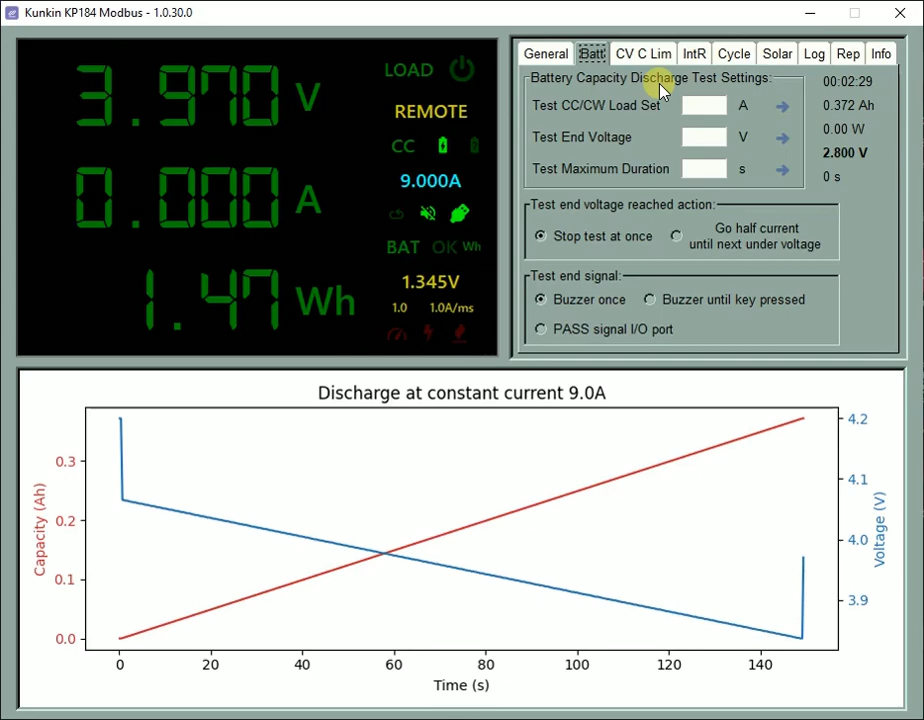 Kunkin KP184 Modbus - 1.0.30.0
3.970 V
0.000 A
1.47 Wh
LOAD
REMOTE
CC
9.000A
BAT OK Wh
1.345V
1.0 1.0A/ms
General Batt CV C Lim IntR Cycle Solar Log Rep Info
Battery Capacity Discharge Test Settings:
Test CC/CW Load Set A
Test End Voltage V
Test Maximum Duration s
00:02:29
0.372 Ah
0.00 W
2.800 V
0 s
Test end voltage reached action:
Stop test at once
Go half current
until next under voltage
Test end signal:
Buzzer once Buzzer until key pressed
PASS signal I/O port
Discharge at constant current 9.0A
Capacity (Ah)
0.3
0.2
0.1
0.0
4.2
4.1
4.0
3.9
Voltage (V)
0 20 40 60 80 100 120 140
Time (s)